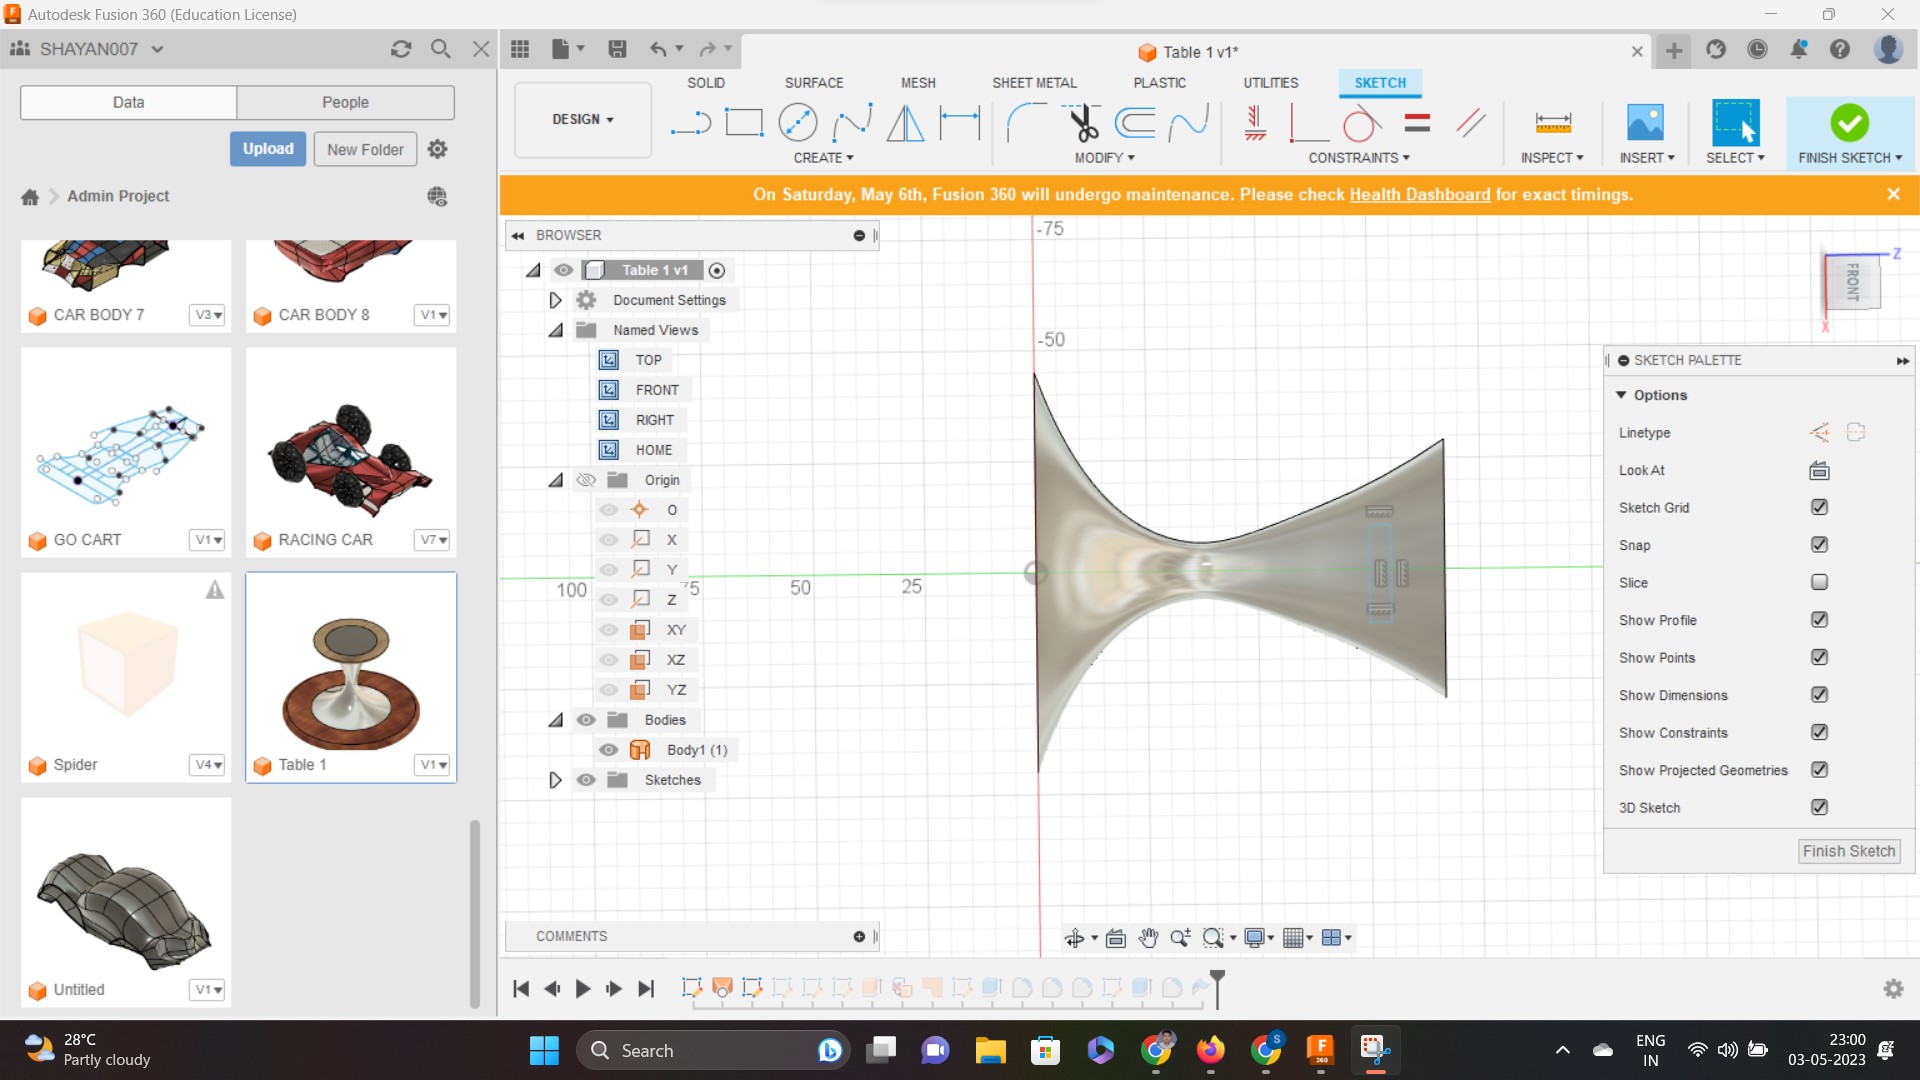 Autodesk Fusion 360 (Education License)
SHAYAN007
Table 1 v1*
Data
People
Upload
New Folder
Admin Project
CAR BODY 7
V3
CAR BODY 8
V1
GO CART
V1
RACING CAR
V7
Spider
V4
Table 1
V1
Untitled
V1
DESIGN
SOLID
SURFACE
MESH
SHEET METAL
PLASTIC
UTILITIES
SKETCH
CREATE
MODIFY
CONSTRAINTS
INSPECT
INSERT
SELECT
FINISH SKETCH
On Saturday, May 6th, Fusion 360 will undergo maintenance. Please check Health Dashboard for exact timings.
BROWSER
Table 1 v1
Document Settings
Named Views
TOP
FRONT
RIGHT
HOME
Origin
O
X
Y
Z
XY
XZ
YZ
Bodies
Body1 (1)
Sketches
COMMENTS
-75
-50
100
75
50
25
Z
FRONT
X
SKETCH PALETTE
Options
Linetype
Look At
Sketch Grid
Snap
Slice
Show Profile
Show Points
Show Dimensions
Show Constraints
Show Projected Geometries
3D Sketch
Finish Sketch
28°C
Partly cloudy
Search
S
F
360
ENG
IN
23:00
03-05-2023